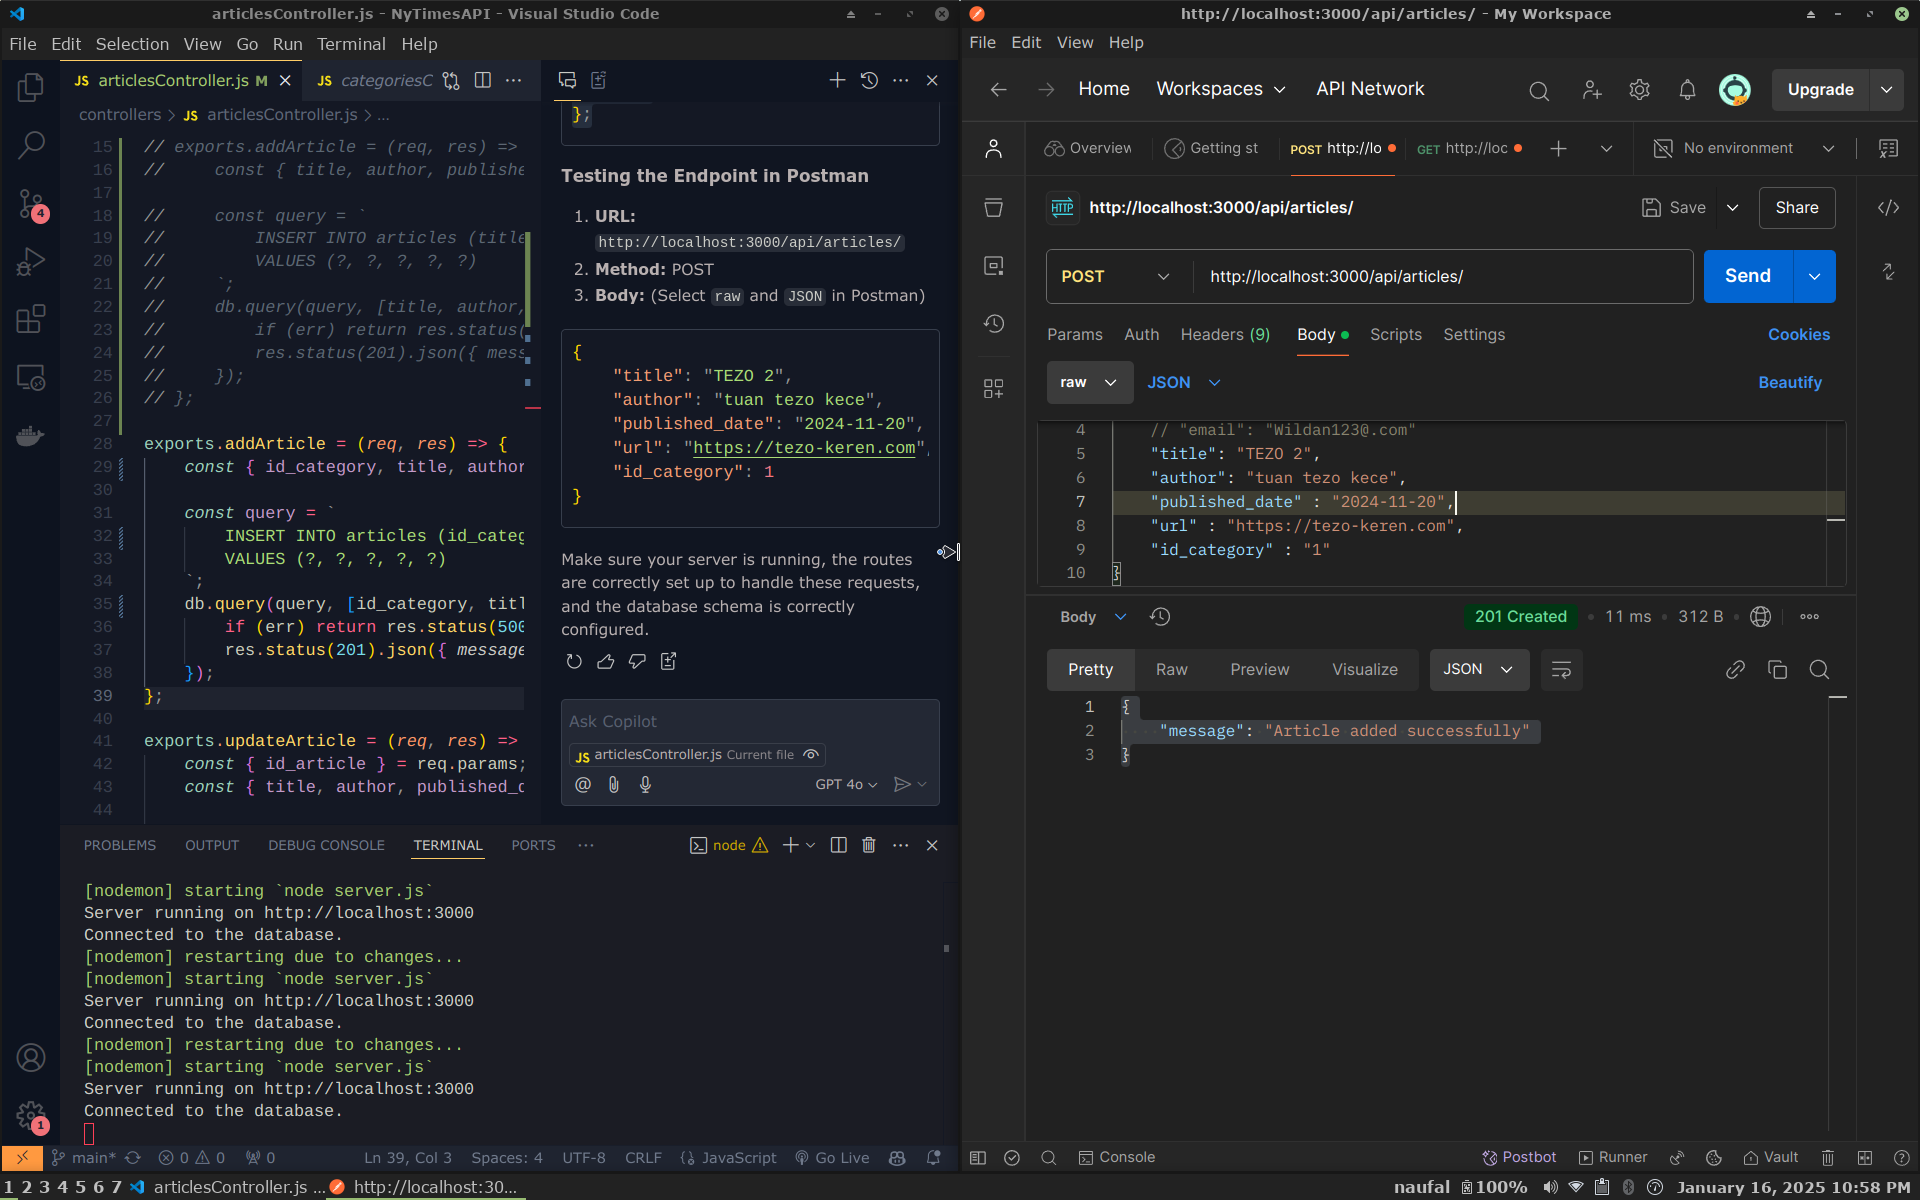 articlesController.js - NyTimesAPI - Visual Studio Code
File Edit Selection View Go Run Terminal Help
JS articlesController.js M
JS categoriesC
controllers > JS articlesController.js > ...
15 // exports.addArticle = (req, res) =>
16 //     const { title, author, publishe
17
18 //     const query = `
19 //         INSERT INTO articles (title
20 //         VALUES (?, ?, ?, ?, ?)
21 //     `;
22 //     db.query(query, [title, author,
23 //         if (err) return res.status(
24 //         res.status(201).json({ mess
25 //     });
26 // };
27
28 exports.addArticle = (req, res) => {
29     const { id_category, title, author
30
31     const query = `
32         INSERT INTO articles (id_categ
33         VALUES (?, ?, ?, ?, ?)
34     `;
35     db.query(query, [id_category, titl
36         if (err) return res.status(500
37         res.status(201).json({ message
38     });
39 };
40
41 exports.updateArticle = (req, res) =>
42     const { id_article } = req.params;
43     const { title, author, published_d
44
};
Testing the Endpoint in Postman
1. URL:
http://localhost:3000/api/articles/
2. Method: POST
3. Body: (Select raw and JSON in Postman)
{
"title": "TEZO 2",
"author": "tuan tezo kece",
"published_date": "2024-11-20",
"url": "https://tezo-keren.com",
"id_category": 1
}
Make sure your server is running, the routes
are correctly set up to handle these requests,
and the database schema is correctly
configured.
Ask Copilot
JS articlesController.js Current file
@ GPT 4o
PROBLEMS OUTPUT DEBUG CONSOLE TERMINAL PORTS ...
node
[nodemon] starting `node server.js`
Server running on http://localhost:3000
Connected to the database.
[nodemon] restarting due to changes...
[nodemon] starting `node server.js`
Server running on http://localhost:3000
Connected to the database.
[nodemon] restarting due to changes...
[nodemon] starting `node server.js`
Server running on http://localhost:3000
Connected to the database.
4
1
main* 0 0 0 Ln 39, Col 3 Spaces: 4 UTF-8 CRLF JavaScript Go Live
http://localhost:3000/api/articles/ - My Workspace
File Edit View Help
Home Workspaces API Network Upgrade
Overview Getting st POST http://lo GET http://loc No environment
HTTP http://localhost:3000/api/articles/ Save Share
POST http://localhost:3000/api/articles/ Send
Params Auth Headers (9) Body Scripts Settings Cookies
raw JSON Beautify
4 // "email": "Wildan123@.com"
5 "title": "TEZO 2",
6 "author": "tuan tezo kece",
7 "published_date" : "2024-11-20",
8 "url" : "https://tezo-keren.com",
9 "id_category" : "1"
10 }
Body 201 Created 11 ms 312 B
Pretty Raw Preview Visualize JSON
1 {
2 "message": "Article added successfully"
3 }
Console Postbot Runner Vault
1 2 3 4 5 6 7 articlesController.js ... http://localhost:30... naufal 100% January 16, 2025 10:58 PM